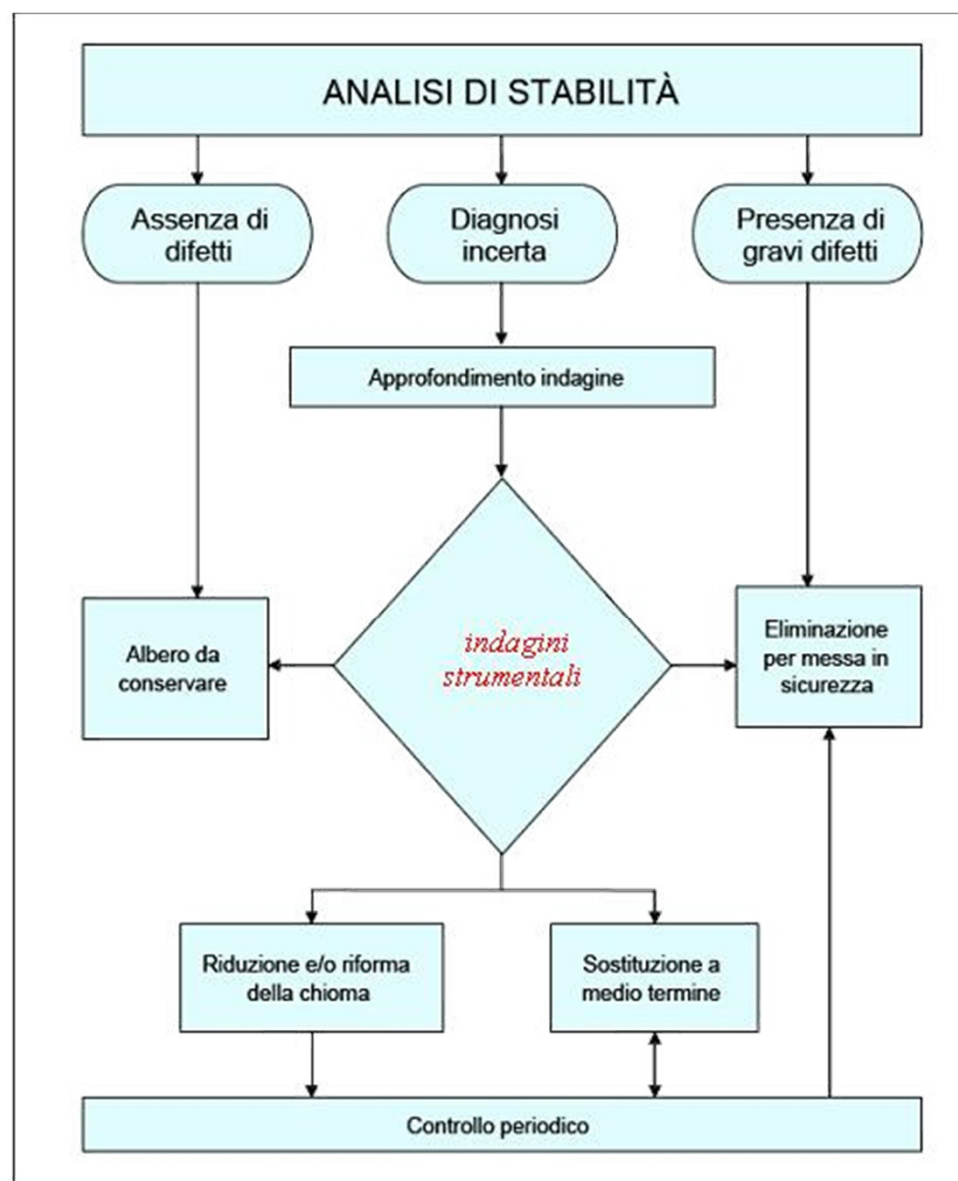 ANALISI DI STABILITÀ
Assenza di
difetti
Diagnosi
incerta
Presenza di
gravi difetti
Approfondimento indagine
indagini
strumentali
Albero da
conservare
Eliminazione
per messa in
sicurezza
Riduzione e/o riforma
della chioma
Sostituzione a
medio termine
Controllo periodico